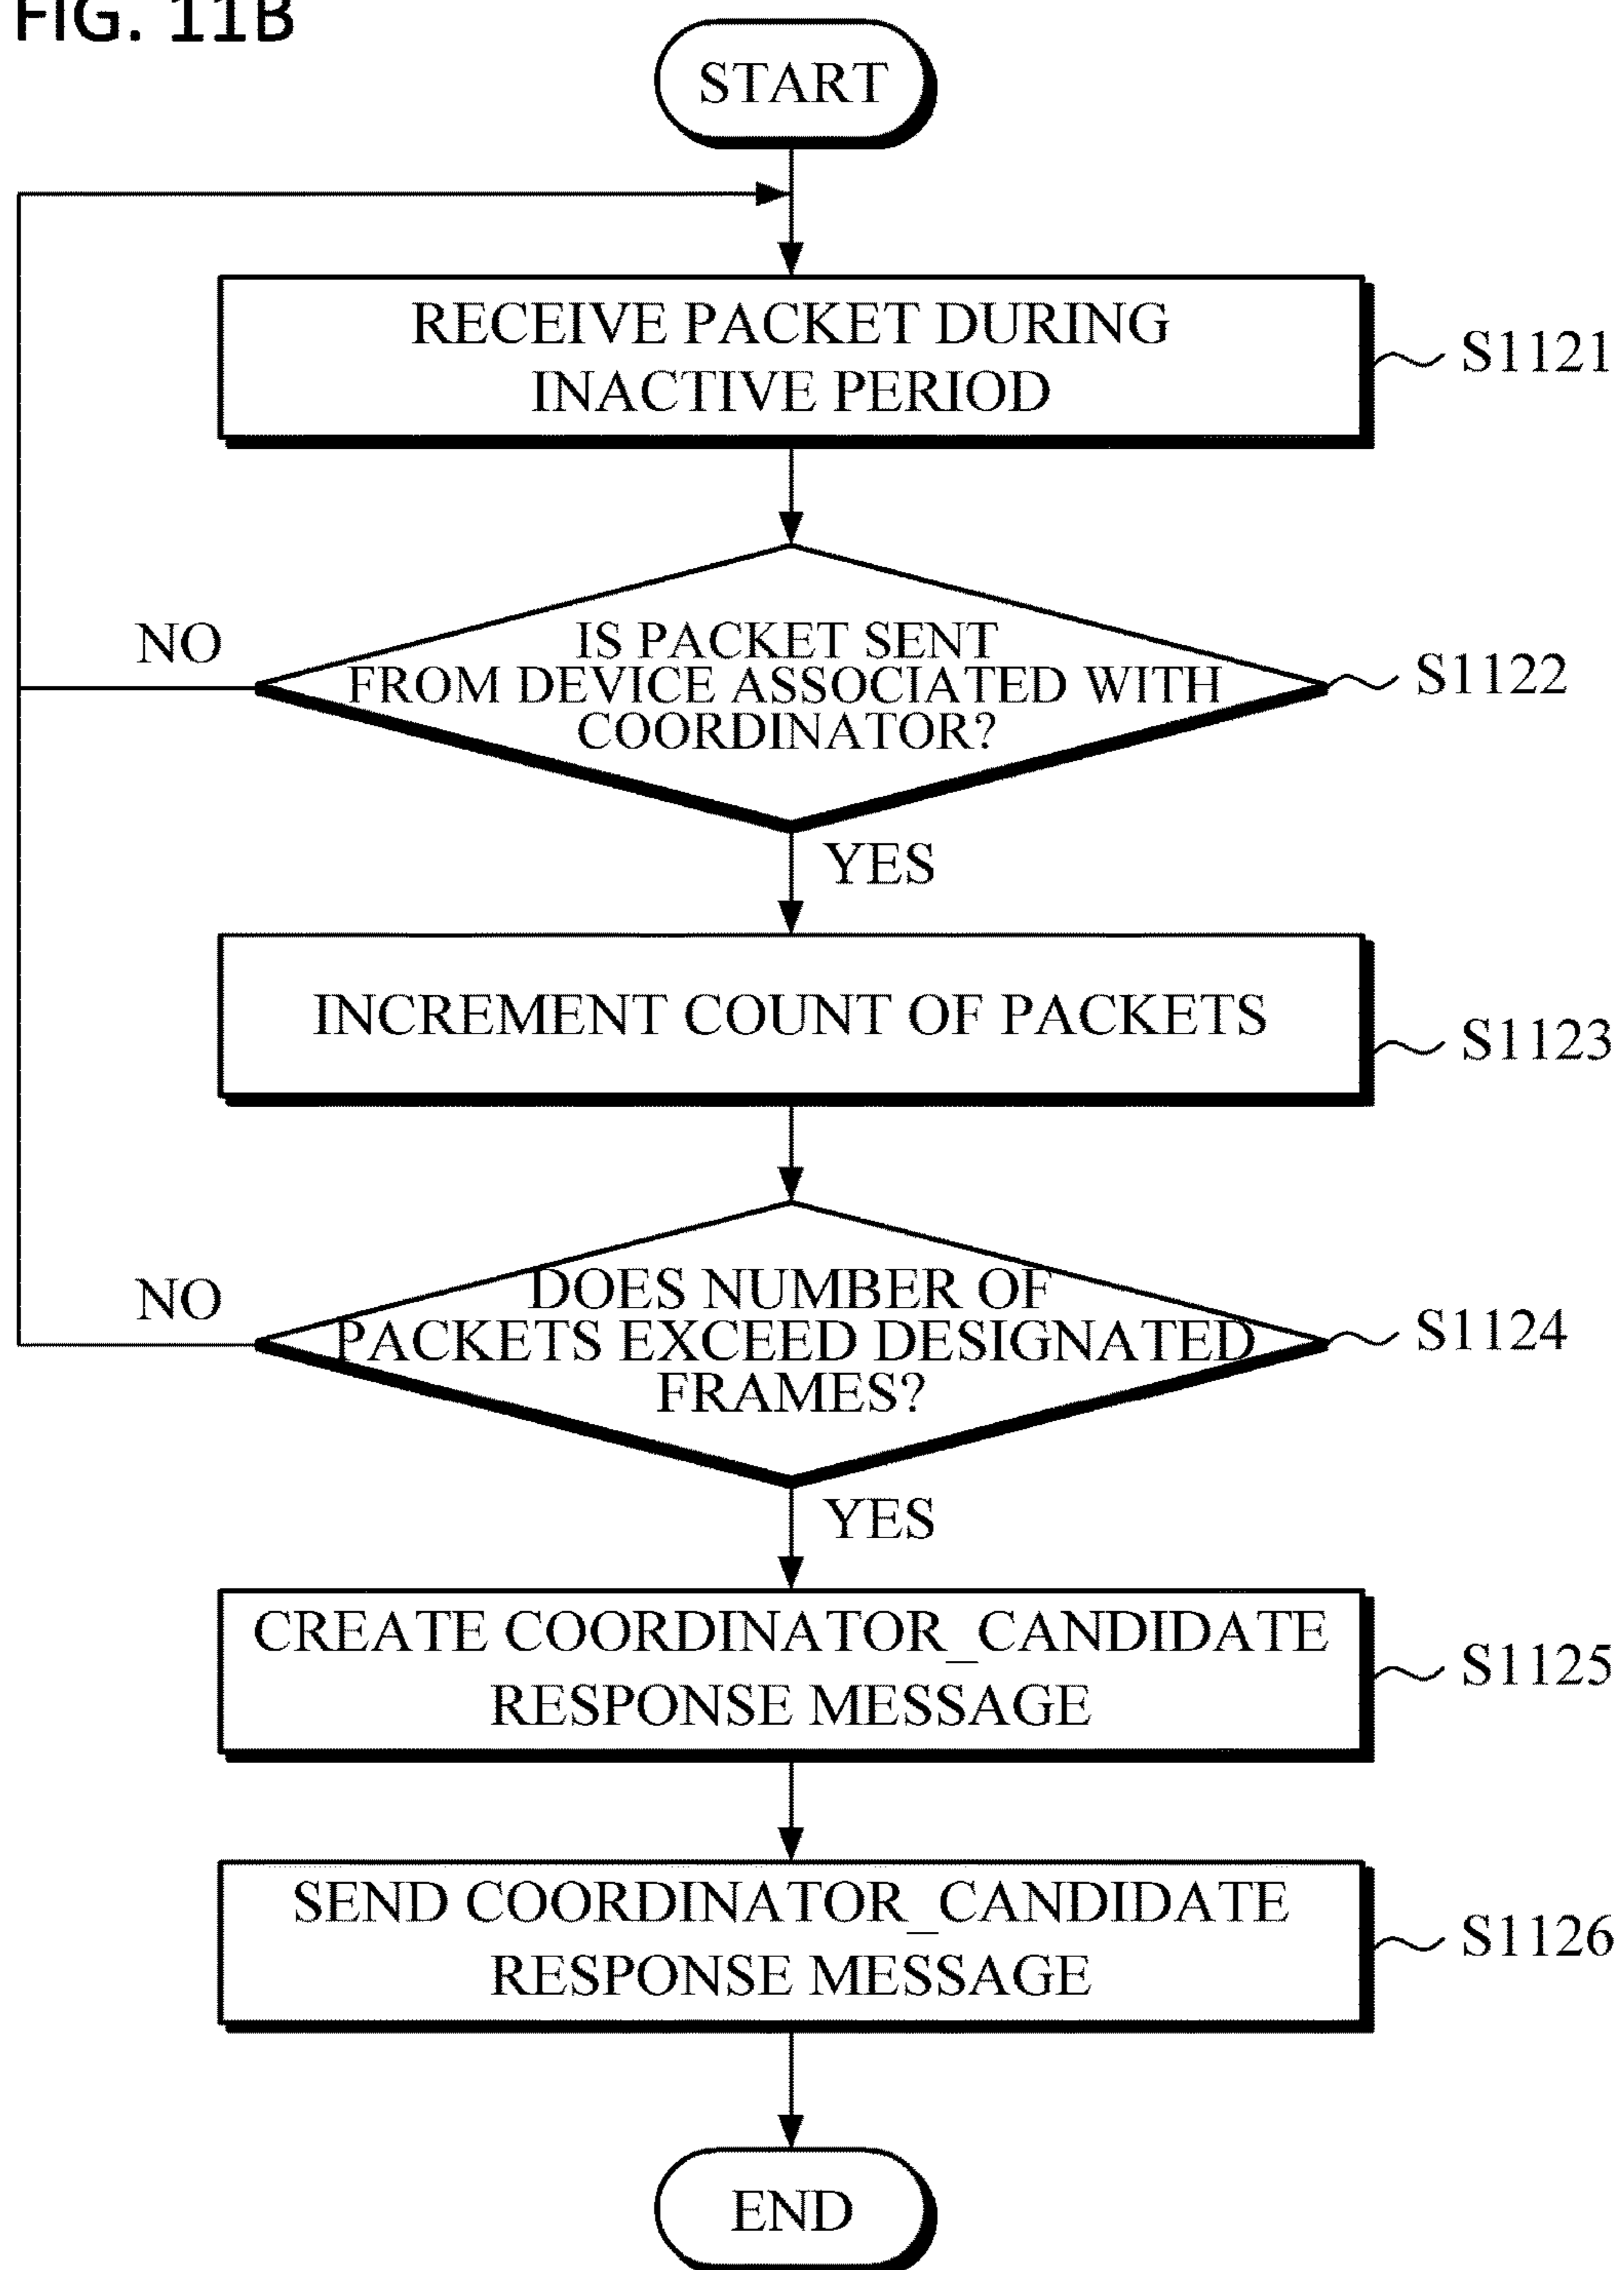 FIG. 11B
START
RECEIVE PACKET DURING
INACTIVE PERIOD
S1121
NO
IS PACKET SENT
FROM DEVICE ASSOCIATED WITH
COORDINATOR?
S1122
YES
INCREMENT COUNT OF PACKETS
S1123
NO
DOES NUMBER OF
PACKETS EXCEED DESIGNATED
FRAMES?
S1124
YES
CREATE COORDINATOR_CANDIDATE
RESPONSE MESSAGE
S1125
SEND COORDINATOR_CANDIDATE
RESPONSE MESSAGE
S1126
END